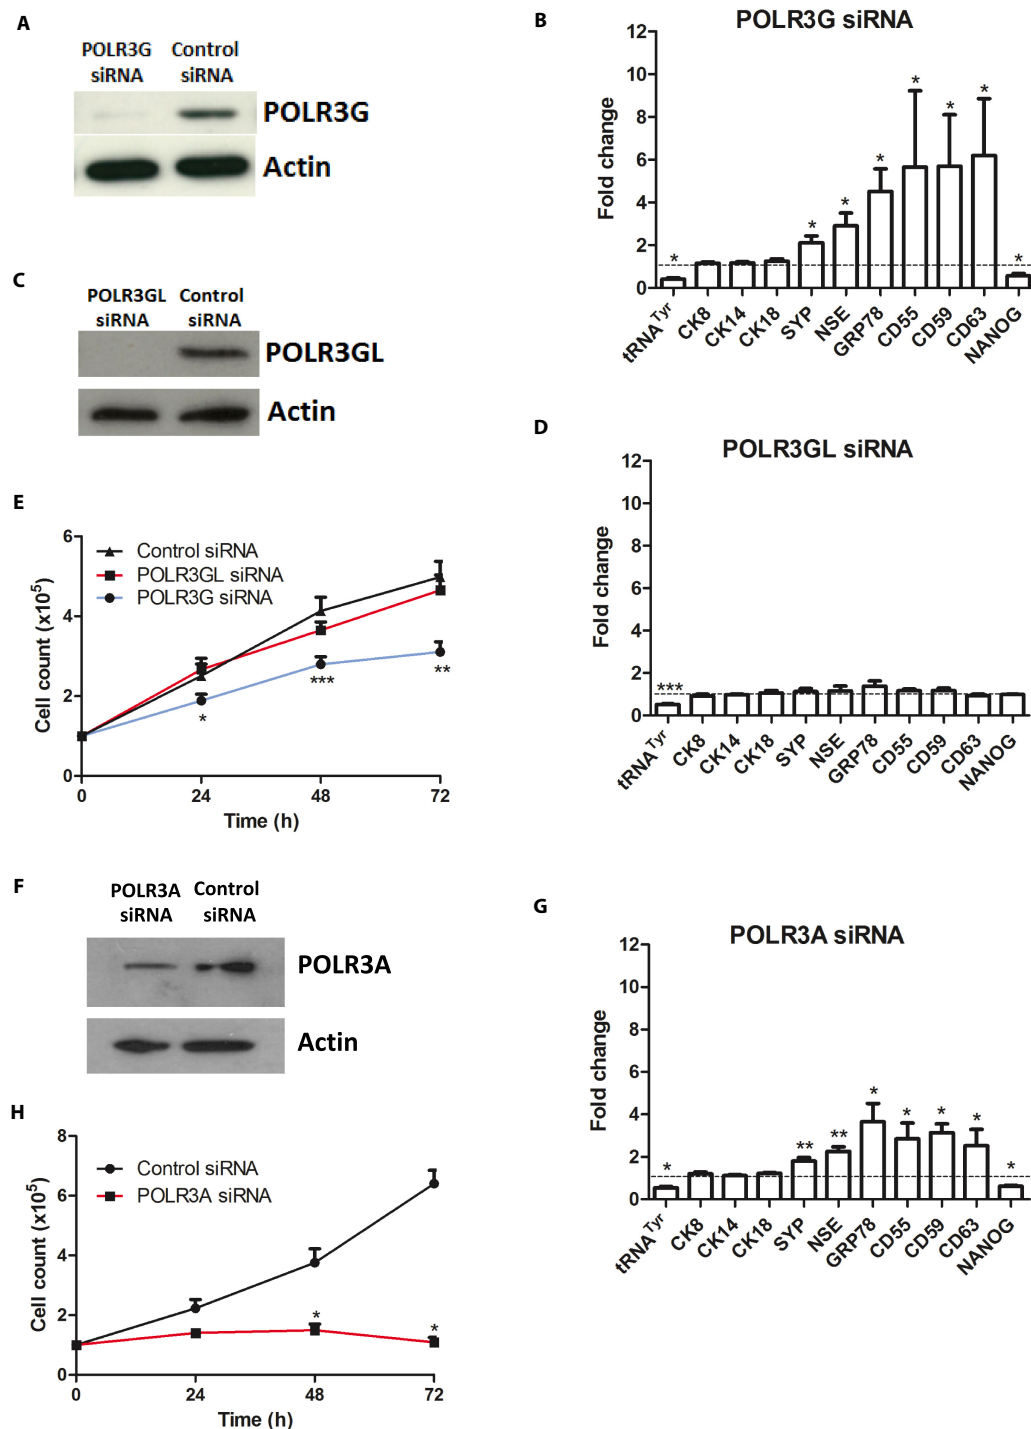 A
POLR3G siRNA
Control siRNA
POLR3G
Actin
B
POLR3G siRNA
Fold change
12
10
8
6
4
2
0
*
*
*
*
*
*
*
*
tRNA^Tyr
CK8
CK14
CK18
SYP
NSE
GRP78
CD55
CD59
CD63
NANOG
C
POLR3GL siRNA
Control siRNA
POLR3GL
Actin
D
POLR3GL siRNA
Fold change
12
10
8
6
4
2
0
***
tRNA^Tyr
CK8
CK14
CK18
SYP
NSE
GRP78
CD55
CD59
CD63
NANOG
E
Cell count (x10^5)
6
4
2
0
Control siRNA
POLR3GL siRNA
POLR3G siRNA
*
***
**
0
24
48
72
Time (h)
F
POLR3A siRNA
Control siRNA
POLR3A
Actin
G
POLR3A siRNA
Fold change
12
10
8
6
4
2
0
*
**
**
*
*
*
*
*
tRNA^Tyr
CK8
CK14
CK18
SYP
NSE
GRP78
CD55
CD59
CD63
NANOG
H
Cell count (x10^5)
8
6
4
2
0
Control siRNA
POLR3A siRNA
*
*
0
24
48
72
Time (h)